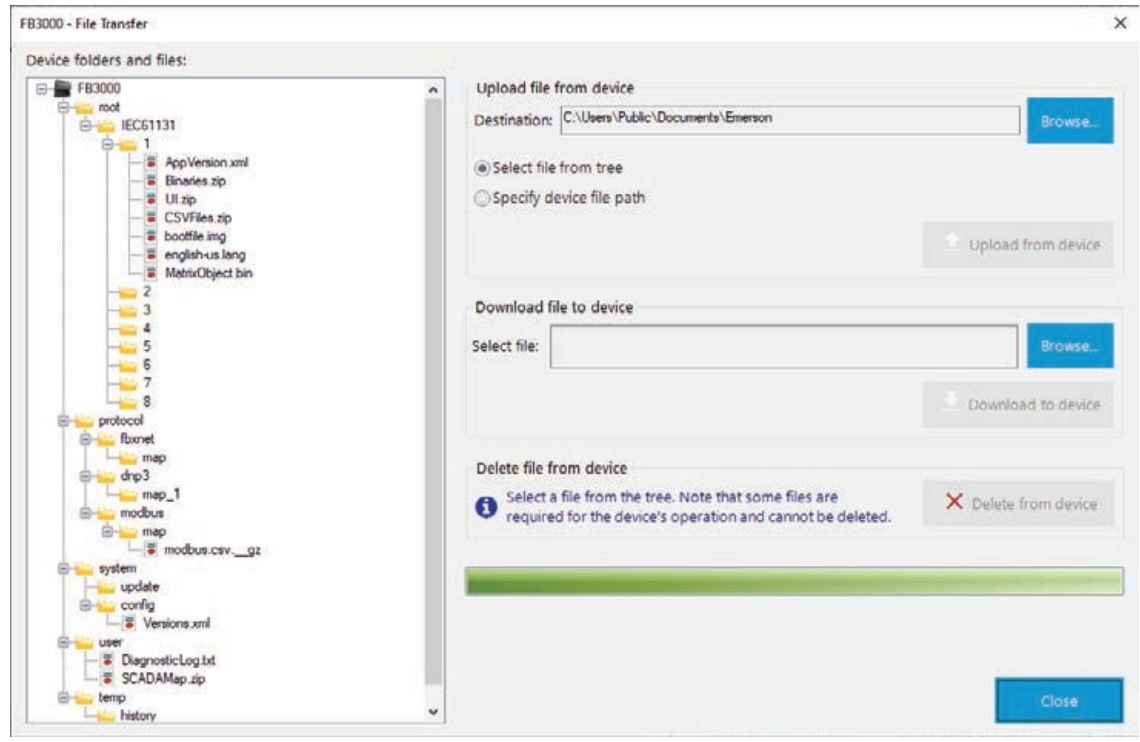 FB3000 - File Transfer
Device folders and files:
FB3000
root
IEC61131
1
AppVersion.xml
Binaries.zip
UI.zip
CSVFiles.zip
bootfile.img
english-us.lang
MatrixObject.bin
2
3
4
5
6
7
8
protocol
fbxnet
map
dnp3
map_1
modbus
map
modbus.csv.__gz
system
update
config
Versions.xml
user
DiagnosticLog.txt
SCADAMap.zip
temp
history
Upload file from device
Destination: C:\Users\Public\Documents\Emerson
Browse...
Select file from tree
Specify device file path
Upload from device
Download file to device
Select file:
Browse...
Download to device
Delete file from device
Select a file from the tree. Note that some files are
required for the device's operation and cannot be deleted.
Delete from device
Close